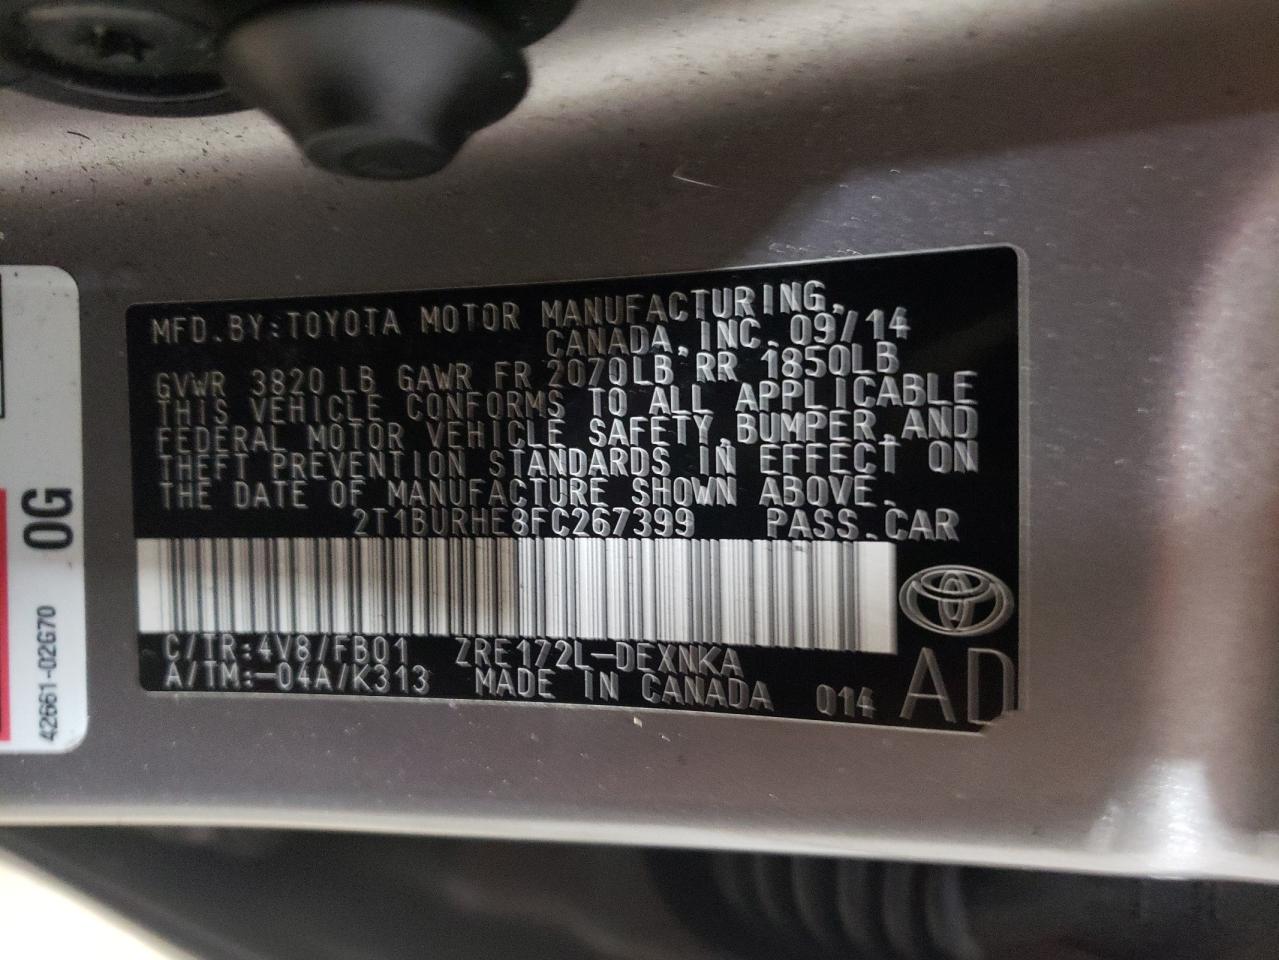 MFD.BY:TOYOTA MOTOR MANUFACTURING,
CANADA,INC. 09/14
GVWR 3820LB GAWR FR 2070LB RR 1850LB
THIS VEHICLE CONFORMS TO ALL APPLICABLE
FEDERAL MOTOR VEHICLE SAFETY,BUMPER,AND
THEFT PREVENTION STANDARDS IN EFFECT ON
THE DATE OF MANUFACTURE SHOWN ABOVE.
2T1BURHE8FC267399 PASS.CAR
C/TR:4V8/FB01 ZRE172L-DEXNKA
A/TM:-04A/K313 MADE IN CANADA Q14 AD
0G
42661-02G70